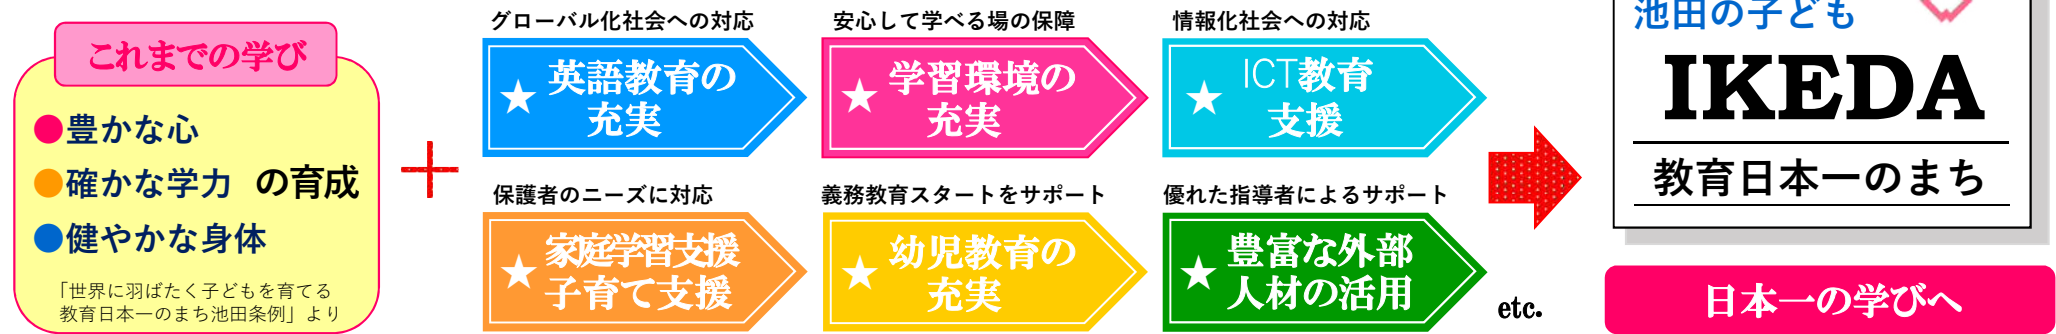 これまでの学び
●豊かな心
●確かな学力 の育成
●健やかな身体
「世界に羽ばたく子どもを育てる
教育日本一のまち池田条例」より
＋
グローバル化社会への対応
★英語教育の
充実
安心して学べる場の保障
★学習環境の
充実
情報化社会への対応
★ICT教育
支援
保護者のニーズに対応
★家庭学習支援
子育て支援
義務教育スタートをサポート
★幼児教育の
充実
優れた指導者によるサポート
★豊富な外部
人材の活用
etc.
池田の子ども
IKEDA
教育日本一のまち
日本一の学びへ